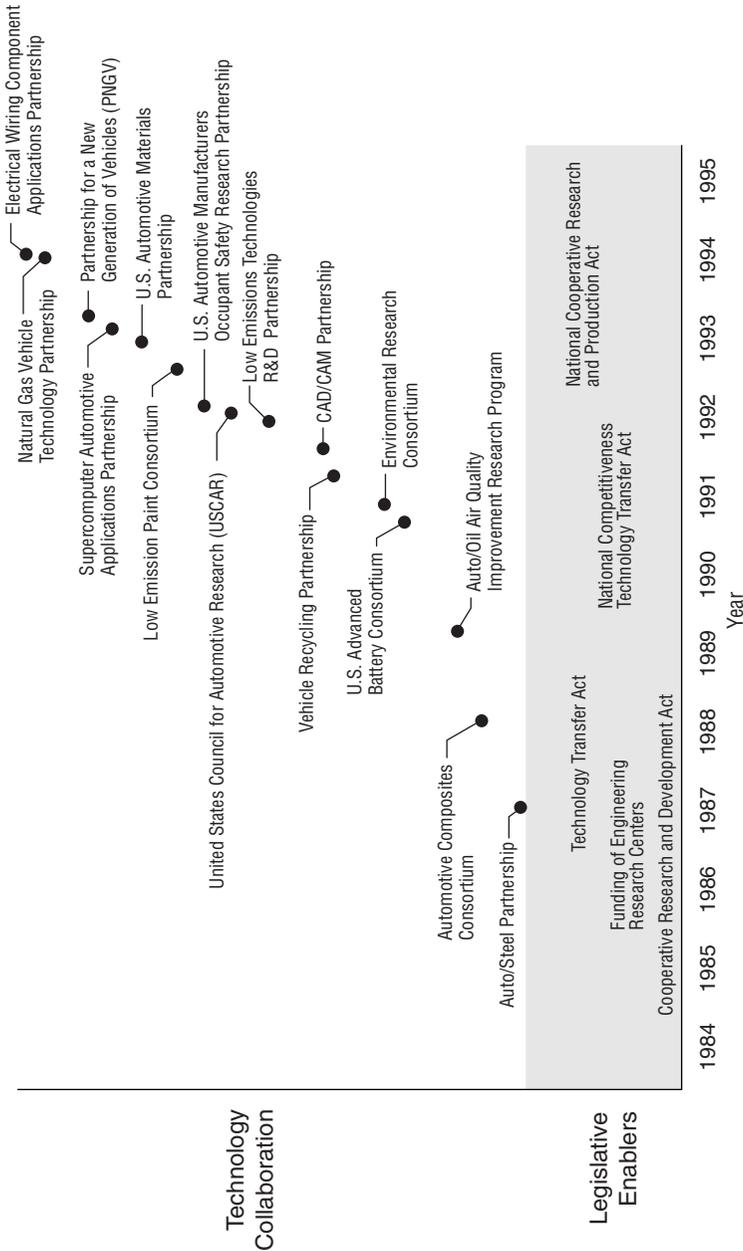 Technology
Collaboration
Electrical Wiring Component
Applications Partnership
Natural Gas Vehicle
Technology Partnership
Partnership for a New
Generation of Vehicles (PNGV)
Supercomputer Automotive
Applications Partnership
U.S. Automotive Materials
Partnership
Low Emission Paint Consortium
U.S. Automotive Manufacturers
Occupant Safety Research Partnership
United States Council for Automotive Research (USCAR)
Low Emissions Technologies
R&D Partnership
CAD/CAM Partnership
Vehicle Recycling Partnership
Environmental Research
Consortium
U.S. Advanced
Battery Consortium
Auto/Oil Air Quality
Improvement Research Program
Automotive Composites
Consortium
Auto/Steel Partnership
Legislative
Enablers
National Cooperative Research
and Production Act
Technology Transfer Act
National Competitiveness
Technology Transfer Act
Funding of Engineering
Research Centers
Cooperative Research and Development Act
1984 1985 1986 1987 1988 1989 1990 1991 1992 1993 1994 1995
Year